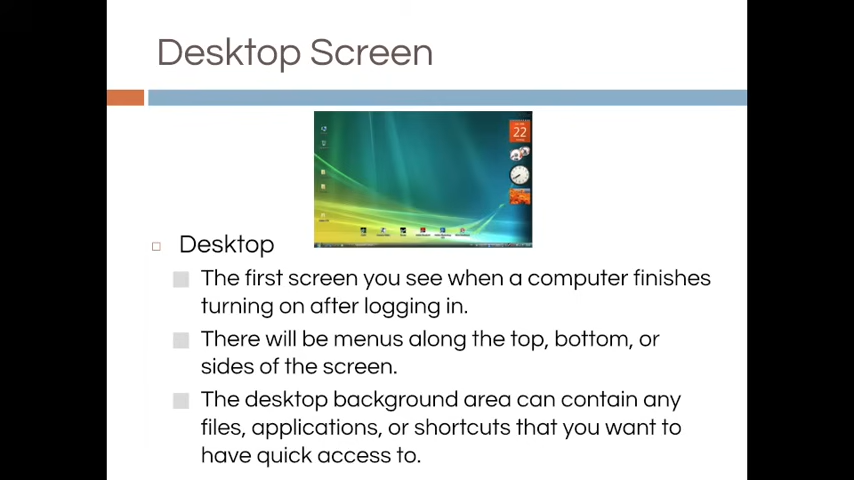 Desktop Screen
22
Desktop
The first screen you see when a computer finishes
turning on after logging in.
There will be menus along the top, bottom, or
sides of the screen.
The desktop background area can contain any
files, applications, or shortcuts that you want to
have quick access to.